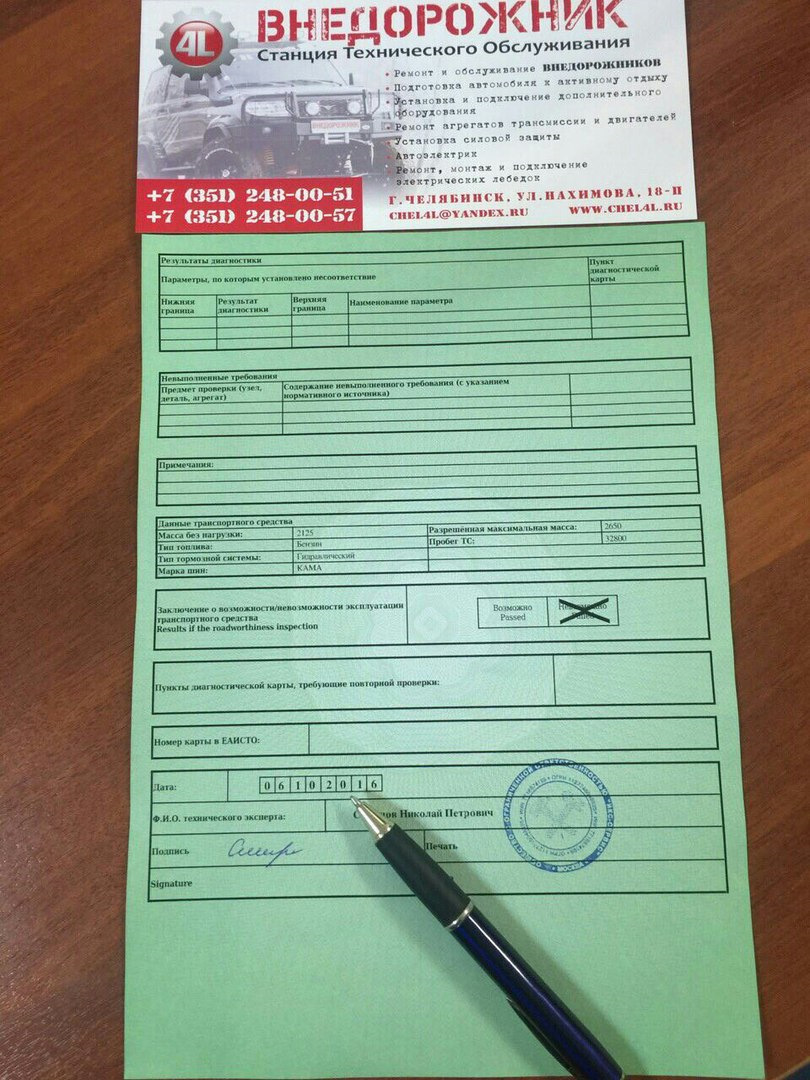 4L
ВНЕДОРОЖНИК
Станция Технического Обслуживания
• Ремонт и обслуживание ВНЕДОРОЖНИКОВ
• Подготовка автомобиля к активному отдыху
• Установка и подключение дополнительного
оборудования
• Ремонт агрегатов трансмиссии и двигателей
• Установка силовой защиты
• Автоэлектрик
• Ремонт, монтаж и подключение
электрических лебедок
ВНЕДОРОЖНИК
+7 (351) 248-00-51
+7 (351) 248-00-57
Г.ЧЕЛЯБИНСК, УЛ.НАХИМОВА, 18-П
CHEL4L@YANDEX.RU WWW.CHEL4L.RU
Результаты диагностики
Параметры, по которым установлено несоответствие
Пункт
диагностической
карты
Нижняя
граница
Результат
диагностики
Верхняя
граница
Наименование параметра
Невыполненные требования
Предмет проверки (узел,
деталь, агрегат)
Содержание невыполненного требования (с указанием
нормативного источника)
Примечания:
Данные транспортного средства
Масса без нагрузки: 2125 Разрешённая максимальная масса: 2650
Тип топлива: Бензин Пробег ТС: 32800
Тип тормозной системы: Гидравлический
Марка шин: КАМА
Заключение о возможности/невозможности эксплуатации
транспортного средства
Results if the roadworthiness inspection
Возможно
Passed
Пункты диагностической карты, требующие повторной проверки:
Номер карты в ЕАИСТО:
Дата: 06102016
Ф.И.О. технического эксперта: Николай Петрович
Подпись Печать
Signature
МОСКВА